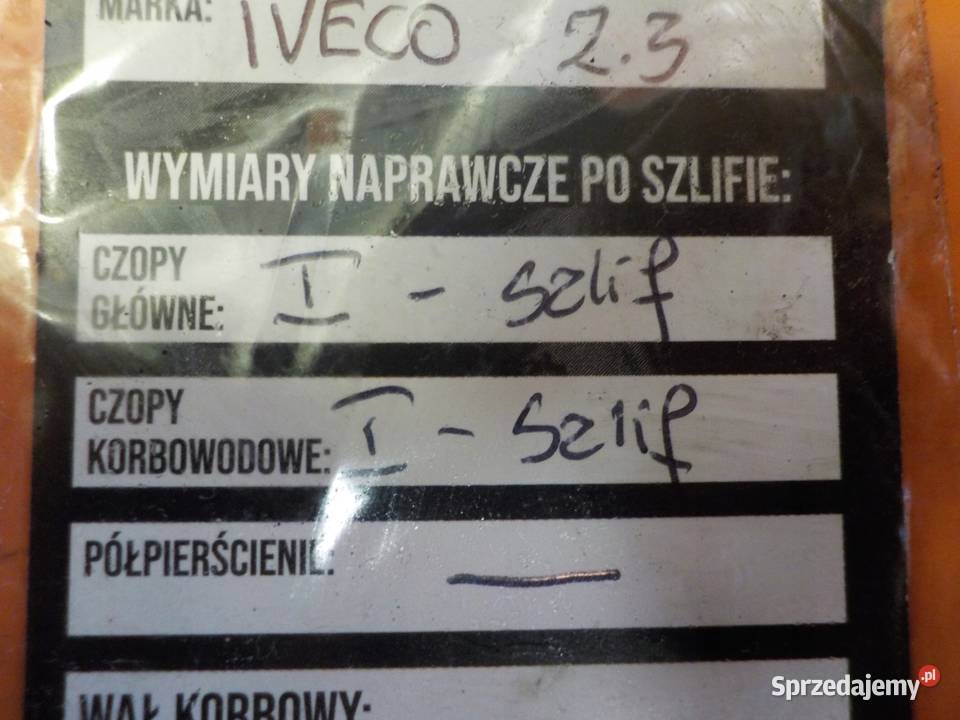 MARKA: IVECO 2.3
WYMIARY NAPRAWCZE PO SZLIFIE:
CZOPY
GŁÓWNE: I - szlif
CZOPY
KORBOWODOWE: I - szlif
PÓŁPIERŚCIENIE: —
WAŁ KORBOWY:
Sprzedajemy.pl